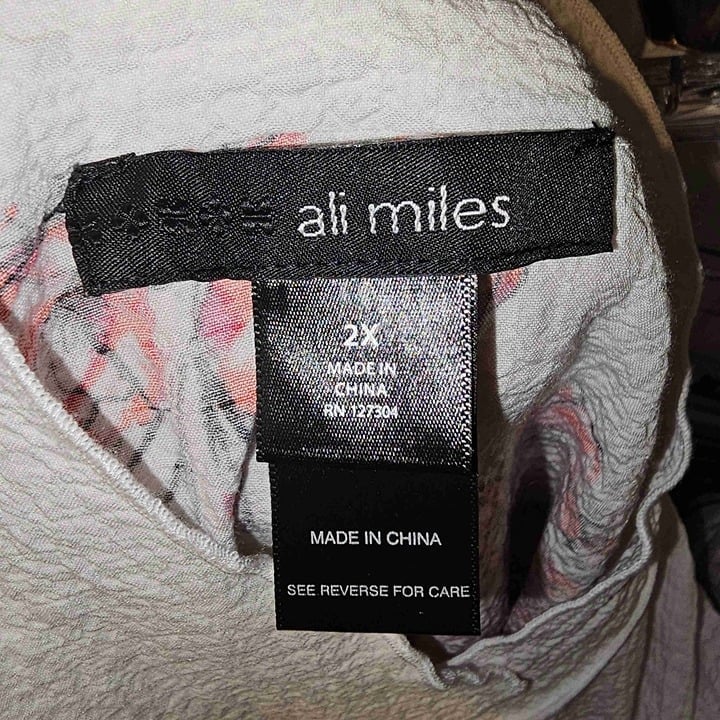 ali miles
2X
MADE IN
CHINA
RN 127304
MADE IN CHINA
SEE REVERSE FOR CARE